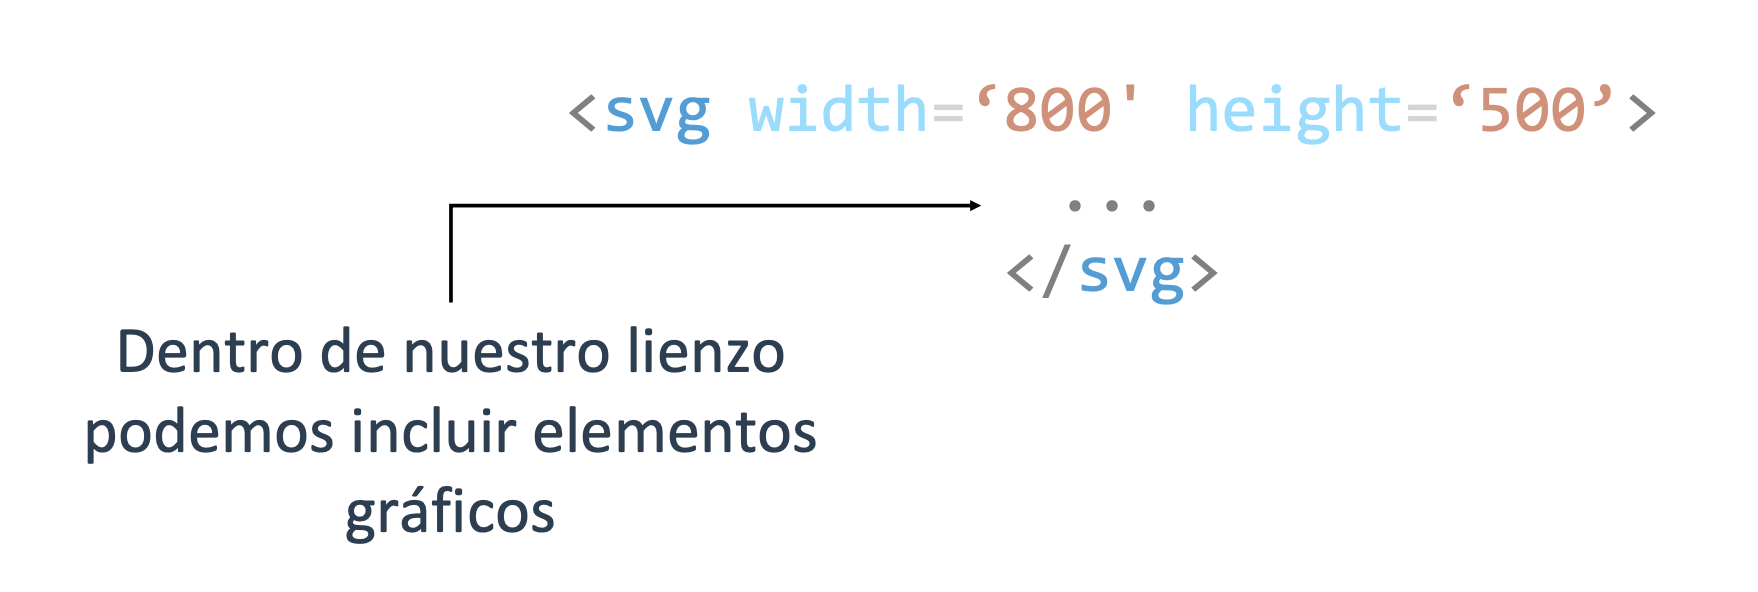 <svg width=‘800' height=‘500’>
...
</svg>
Dentro de nuestro lienzo
podemos incluir elementos
gráficos